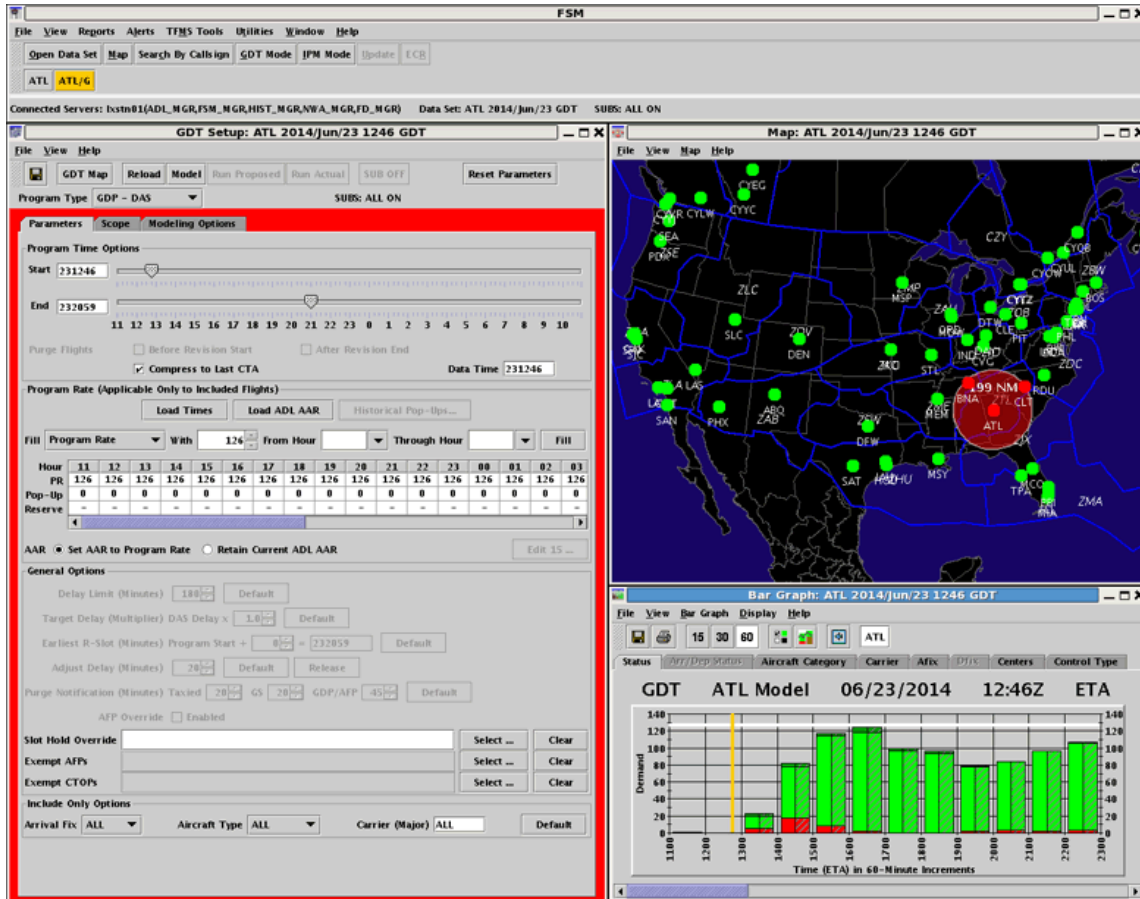 FSM
File View Reports Alerts TFMS Tools Utilities Window Help
Open Data Set Map Search By Callsign GDT Mode IPM Mode Update ECR
ATL ATL/G
Connected Servers: lxstn01(ADL_MGR,FSM_MGR,HIST_MGR,NWA_MGR,FD_MGR) Data Set: ATL 2014/Jun/23 GDT SUBS: ALL ON
GDT Setup: ATL 2014/Jun/23 1246 GDT
File View Help
GDT Map Reload Model Run Proposed Run Actual SUB OFF Reset Parameters
Program Type GDP - DAS SUBS: ALL ON
Parameters Scope Modeling Options
Program Time Options
Start 231246
End 232059
11 12 13 14 15 16 17 18 19 20 21 22 23 0 1 2 3 4 5 6 7 8 9 10
Purge Flights Before Revision Start After Revision End
Compress to Last CTA Data Time 231246
Program Rate (Applicable Only to Included Flights)
Load Times Load ADL AAR Historical Pop-Ups...
Fill Program Rate With 126 From Hour Through Hour Fill
Hour 11 12 13 14 15 16 17 18 19 20 21 22 23 00 01 02 03
PR 126 126 126 126 126 126 126 126 126 126 126 126 126 126 126 126 126
Pop-Up 0 0 0 0 0 0 0 0 0 0 0 0 0 0 0 0 0
Reserve - - - - - - - - - - - - - - - - -
AAR Set AAR to Program Rate Retain Current ADL AAR Edit 15 ...
General Options
Delay Limit (Minutes) 180 Default
Target Delay (Multiplier) DAS Delay x 1.0 Default
Earliest R-Slot (Minutes) Program Start + 0 = 232059 Default
Adjust Delay (Minutes) 20 Default Release
Purge Notification (Minutes) Taxied 20 GS 20 GDP/AFP 45 Default
AFP Override Enabled
Slot Hold Override Select ... Clear
Exempt AFPs Select ... Clear
Exempt CTOPs Select ... Clear
Include Only Options
Arrival Fix ALL Aircraft Type ALL Carrier (Major) ALL Default
Map: ATL 2014/Jun/23 1246 GDT
File View Map Help
CYEG
CYLW CYYC
SEA
ZSE
CZY
CYQB
CYOW CYUL ZBW
ZLC
MSP
CYTZ
BOS
DTW CLE
SLC
ZDV
DEN
PIT
PHL
IND
CVG
STL
ZDC
LAS
199 NM
RDU
BNA ZTL CLT
SAN
PHX
ABQ
ZAB
MEM
ATL
ZFW
DFW
ZJX
SAT
MSY
TPA MCO
ZMA
MIA
Bar Graph: ATL 2014/Jun/23 1246 GDT
File View Bar Graph Display Help
15 30 60 ATL
Status Arr/Dep Status Aircraft Category Carrier Afix Dfix Centers Control Type
GDT ATL Model 06/23/2014 12:46Z ETA
140 140
120 120
100 100
80 80
60 60
40 40
20 20
0 0
Demand
1100 1200 1300 1400 1500 1600 1700 1800 1900 2000 2100 2200 2300
Time (ETA) in 60-Minute Increments